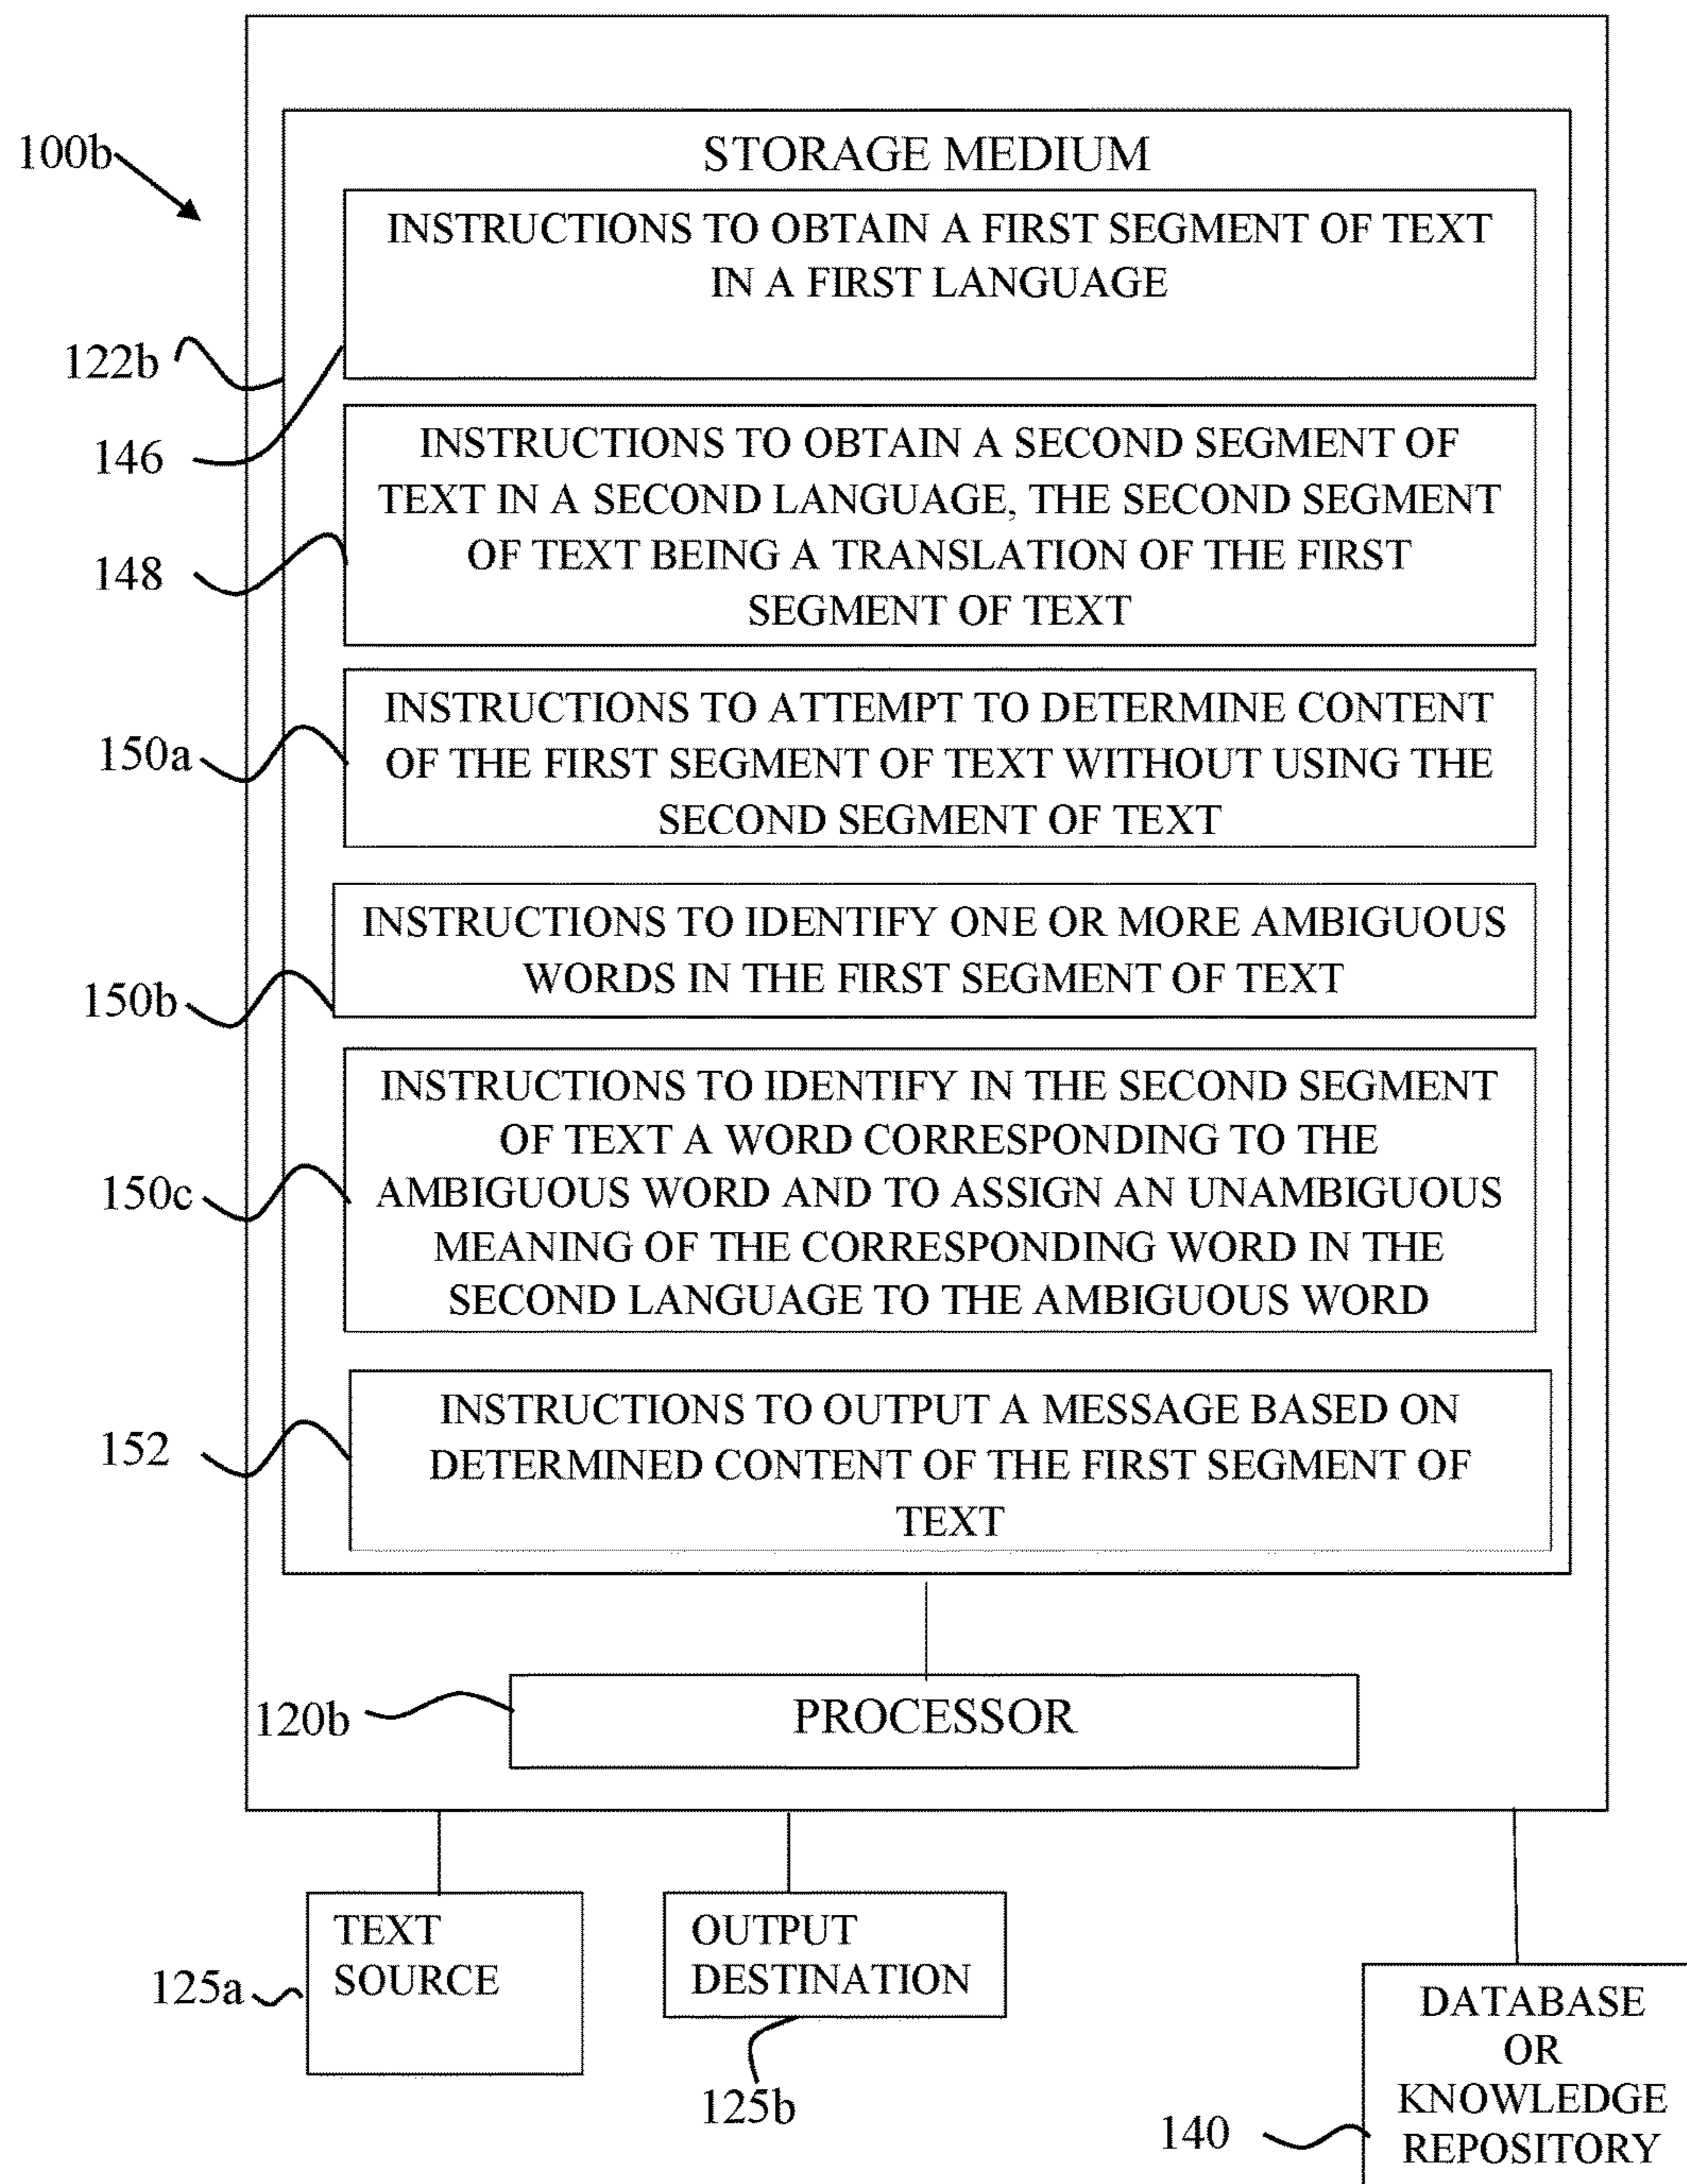 100b
STORAGE MEDIUM
INSTRUCTIONS TO OBTAIN A FIRST SEGMENT OF TEXT
IN A FIRST LANGUAGE
122b
146
INSTRUCTIONS TO OBTAIN A SECOND SEGMENT OF
TEXT IN A SECOND LANGUAGE, THE SECOND SEGMENT
OF TEXT BEING A TRANSLATION OF THE FIRST
SEGMENT OF TEXT
148
INSTRUCTIONS TO ATTEMPT TO DETERMINE CONTENT
OF THE FIRST SEGMENT OF TEXT WITHOUT USING THE
SECOND SEGMENT OF TEXT
150a
INSTRUCTIONS TO IDENTIFY ONE OR MORE AMBIGUOUS
WORDS IN THE FIRST SEGMENT OF TEXT
150b
INSTRUCTIONS TO IDENTIFY IN THE SECOND SEGMENT
OF TEXT A WORD CORRESPONDING TO THE
AMBIGUOUS WORD AND TO ASSIGN AN UNAMBIGUOUS
MEANING OF THE CORRESPONDING WORD IN THE
SECOND LANGUAGE TO THE AMBIGUOUS WORD
150c
INSTRUCTIONS TO OUTPUT A MESSAGE BASED ON
DETERMINED CONTENT OF THE FIRST SEGMENT OF
TEXT
152
PROCESSOR
120b
TEXT
SOURCE
125a
OUTPUT
DESTINATION
125b
DATABASE
OR
KNOWLEDGE
REPOSITORY
140